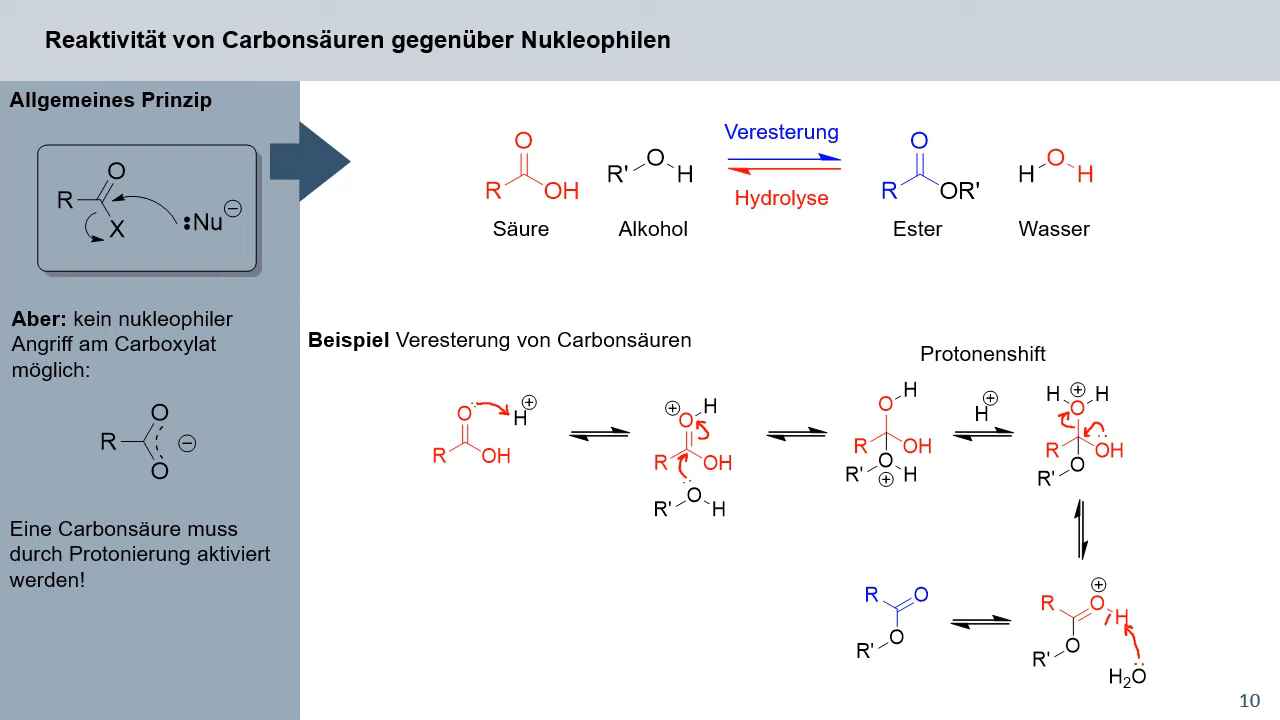 Reaktivität von Carbonsäuren gegenüber Nukleophilen
Allgemeines Prinzip
O
R
X
:Nu ⊖
Aber: kein nukleophiler
Angriff am Carboxylat
möglich:
O
R ⊖
O
Eine Carbonsäure muss
durch Protonierung aktiviert
werden!
Veresterung
Hydrolyse
O
R OH
R' O H
O
R OR'
H O H
Säure
Alkohol
Ester
Wasser
Beispiel Veresterung von Carbonsäuren
Protonenshift
O
R OH
H ⊕
⊕ O H
R OH
R' O H
O H
R OH
R' O H
⊕
H ⊕
H O H ⊕
R OH
R' O
R O H ⊕
R' O
H₂O
R O
R' O
10